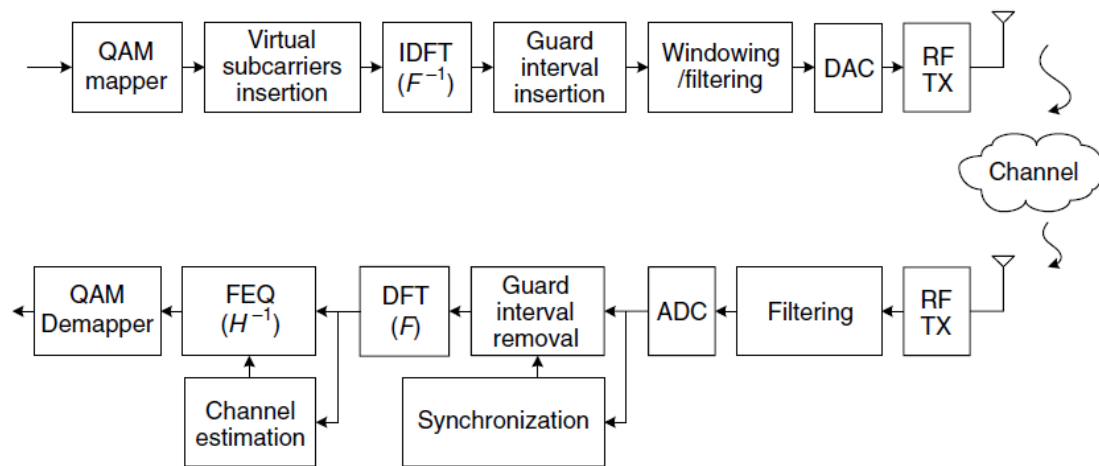 QAM
mapper
Virtual
subcarriers
insertion
IDFT
(F⁻¹)
Guard
interval
insertion
Windowing
/filtering
DAC
RF
TX
Channel
QAM
Demapper
FEQ
(H⁻¹)
DFT
(F)
Guard
interval
removal
ADC
Filtering
RF
TX
Channel
estimation
Synchronization